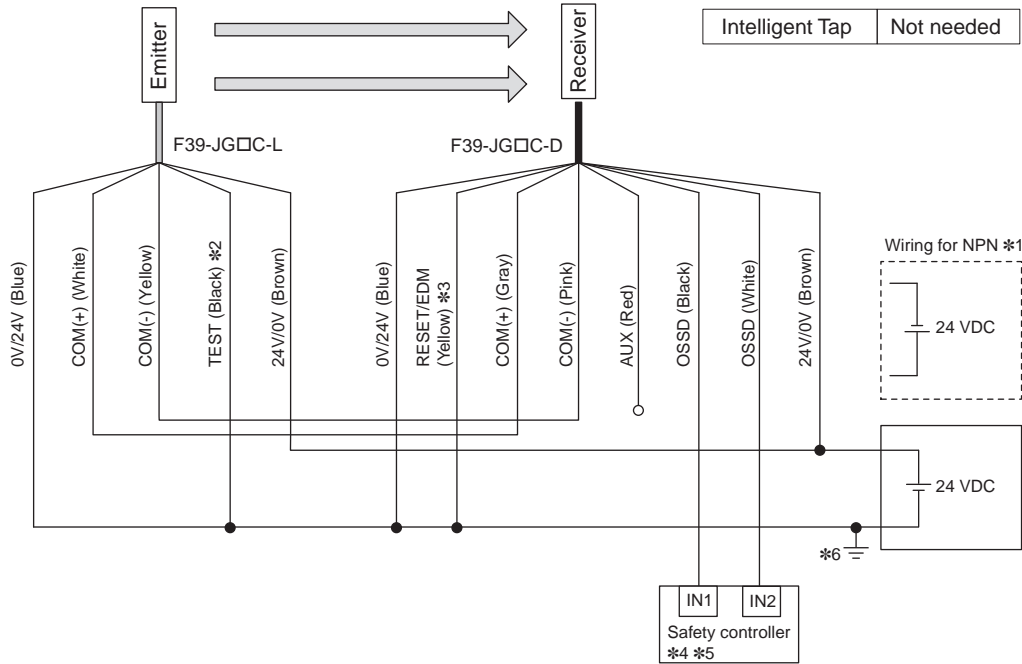 Emitter
Receiver
Intelligent Tap
Not needed
F39-JG□C-L
F39-JG□C-D
0V/24V (Blue)
COM(+) (White)
COM(-) (Yellow)
TEST (Black) ✻2
24V/0V (Brown)
0V/24V (Blue)
RESET/EDM
(Yellow) ✻3
COM(+) (Gray)
COM(-) (Pink)
AUX (Red)
OSSD (Black)
OSSD (White)
24V/0V (Brown)
Wiring for NPN ✻1
24 VDC
24 VDC
✻6
IN1
IN2
Safety controller
✻4 ✻5